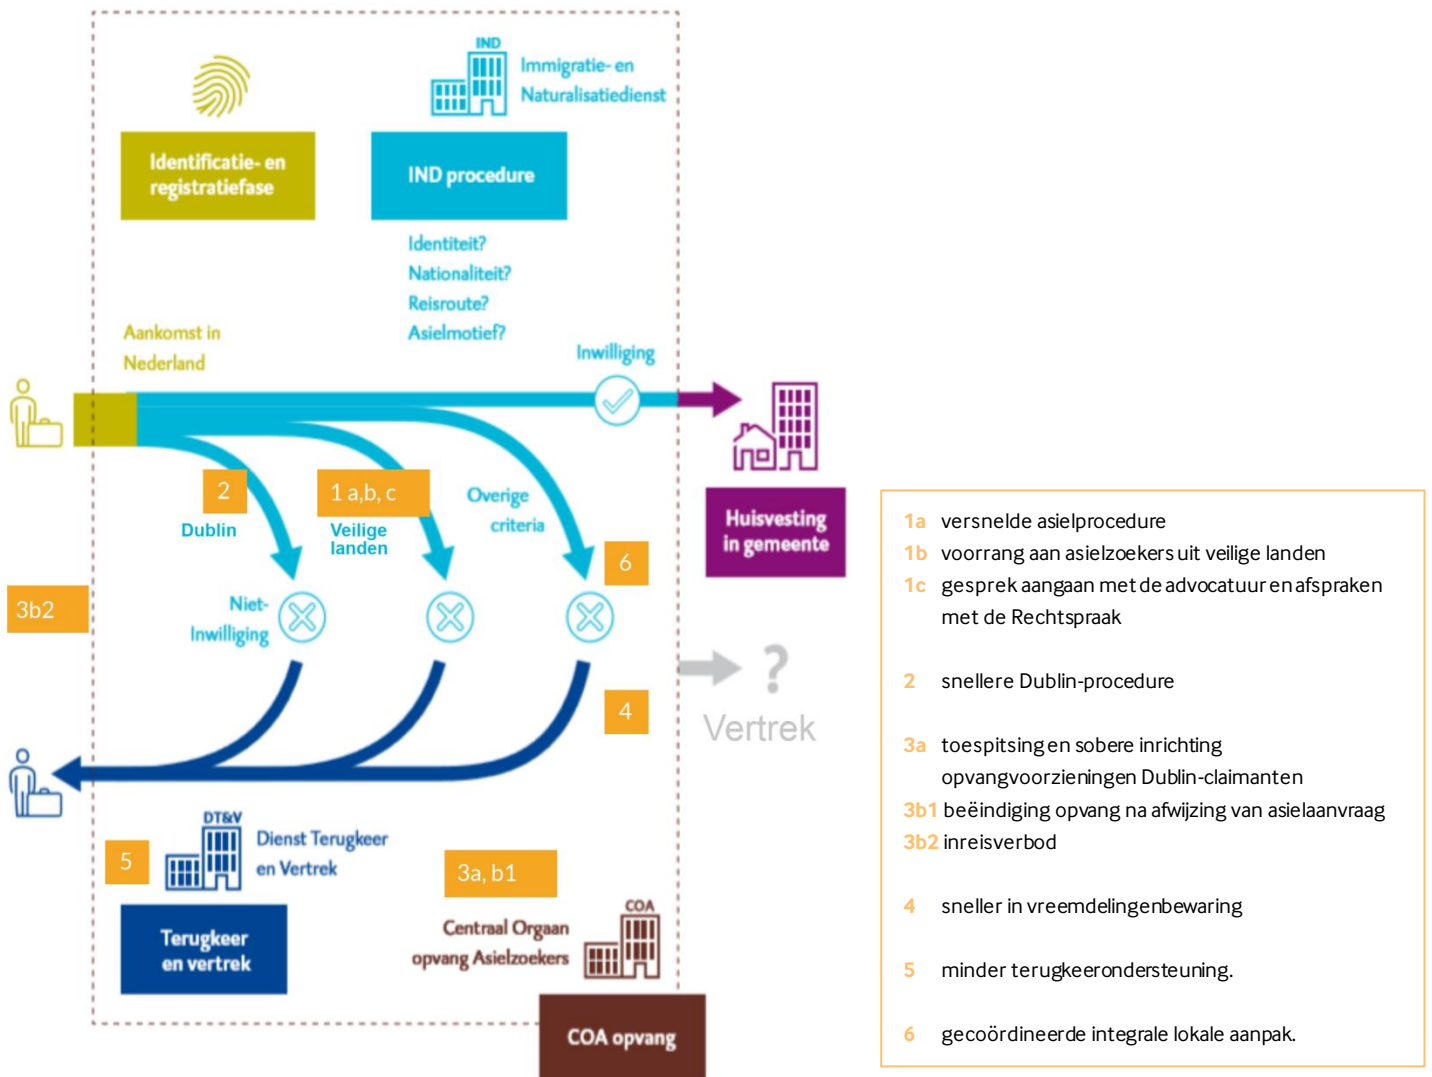 IND
Immigratie- en
Naturalisatiedienst
Identificatie- en
registratiefase
IND procedure
Identiteit?
Nationaliteit?
Reisroute?
Asielmotief?
Aankomst in
Nederland
Inwilliging
2
1 a,b, c
Dublin
Veilige
landen
Overige
criteria
Huisvesting
in gemeente
6
3b2
Niet-
Inwilliging
4
?
Vertrek
DT&V
Dienst Terugkeer
en Vertrek
5
3a, b1
Terugkeer
en vertrek
COA
Centraal Orgaan
opvang Asielzoekers
COA opvang
1a versnelde asielprocedure
1b voorrang aan asielzoekers uit veilige landen
1c gesprek aangaan met de advocatuur en afspraken
met de Rechtspraak
2 snellere Dublin-procedure
3a toespitsing en sobere inrichting
opvangvoorzieningen Dublin-claimanten
3b1 beëindiging opvang na afwijzing van asielaanvraag
3b2 inreisverbod
4 sneller in vreemdelingenbewaring
5 minder terugkeerondersteuning.
6 gecoördineerde integrale lokale aanpak.